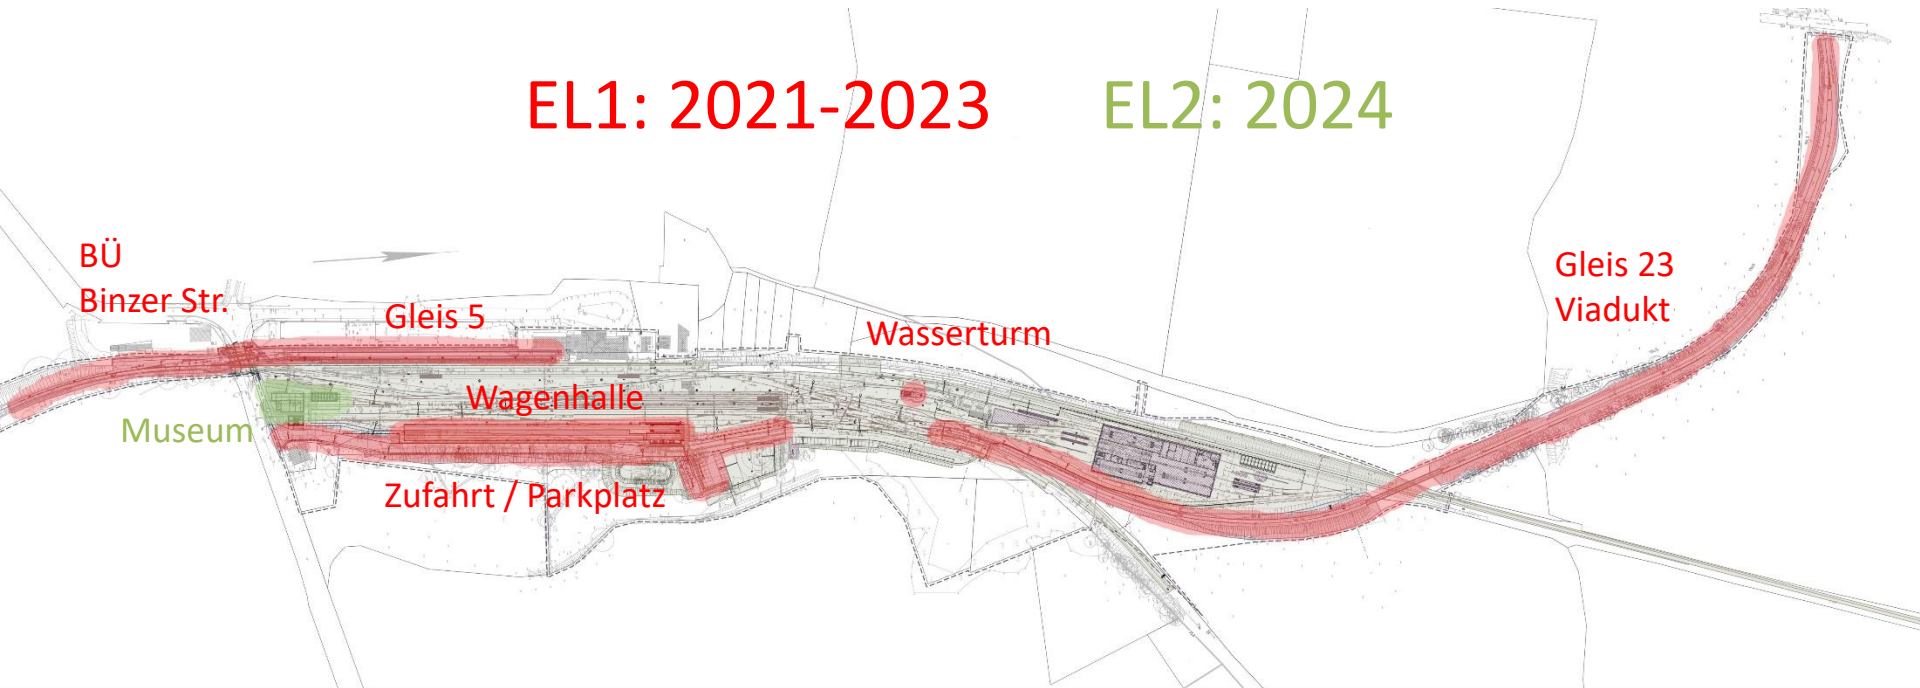 EL1: 2021-2023
EL2: 2024
BÜ
Binzer Str.
Gleis 5
Wasserturm
Gleis 23
Viadukt
Wagenhalle
Museum
Zufahrt / Parkplatz